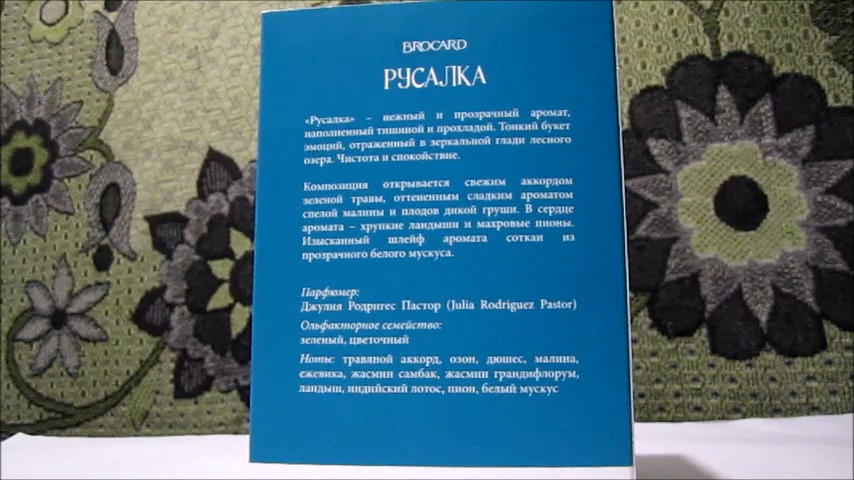 BROCARD
РУСАЛКА
«Русалка» – нежный и прозрачный аромат,
наполненный тишиной и прохладой. Тонкий букет
эмоций, отраженный в зеркальной глади лесного
озера. Чистота и спокойствие.
Композиция открывается свежим аккордом
зеленой травы, оттененным сладким ароматом
спелой малины и плодов дикой груши. В сердце
аромата – хрупкие ландыши и махровые пионы.
Изысканный шлейф аромата соткан из
прозрачного белого мускуса.
Парфюмер:
Джулия Родригес Пастор (Julia Rodriguez Pastor)
Ольфакторное семейство:
зеленый, цветочный
Ноты: травяной аккорд, озон, дюшес, малина,
ежевика, жасмин самбак, жасмин грандифлорум,
ландыш, индийский лотос, пион, белый мускус